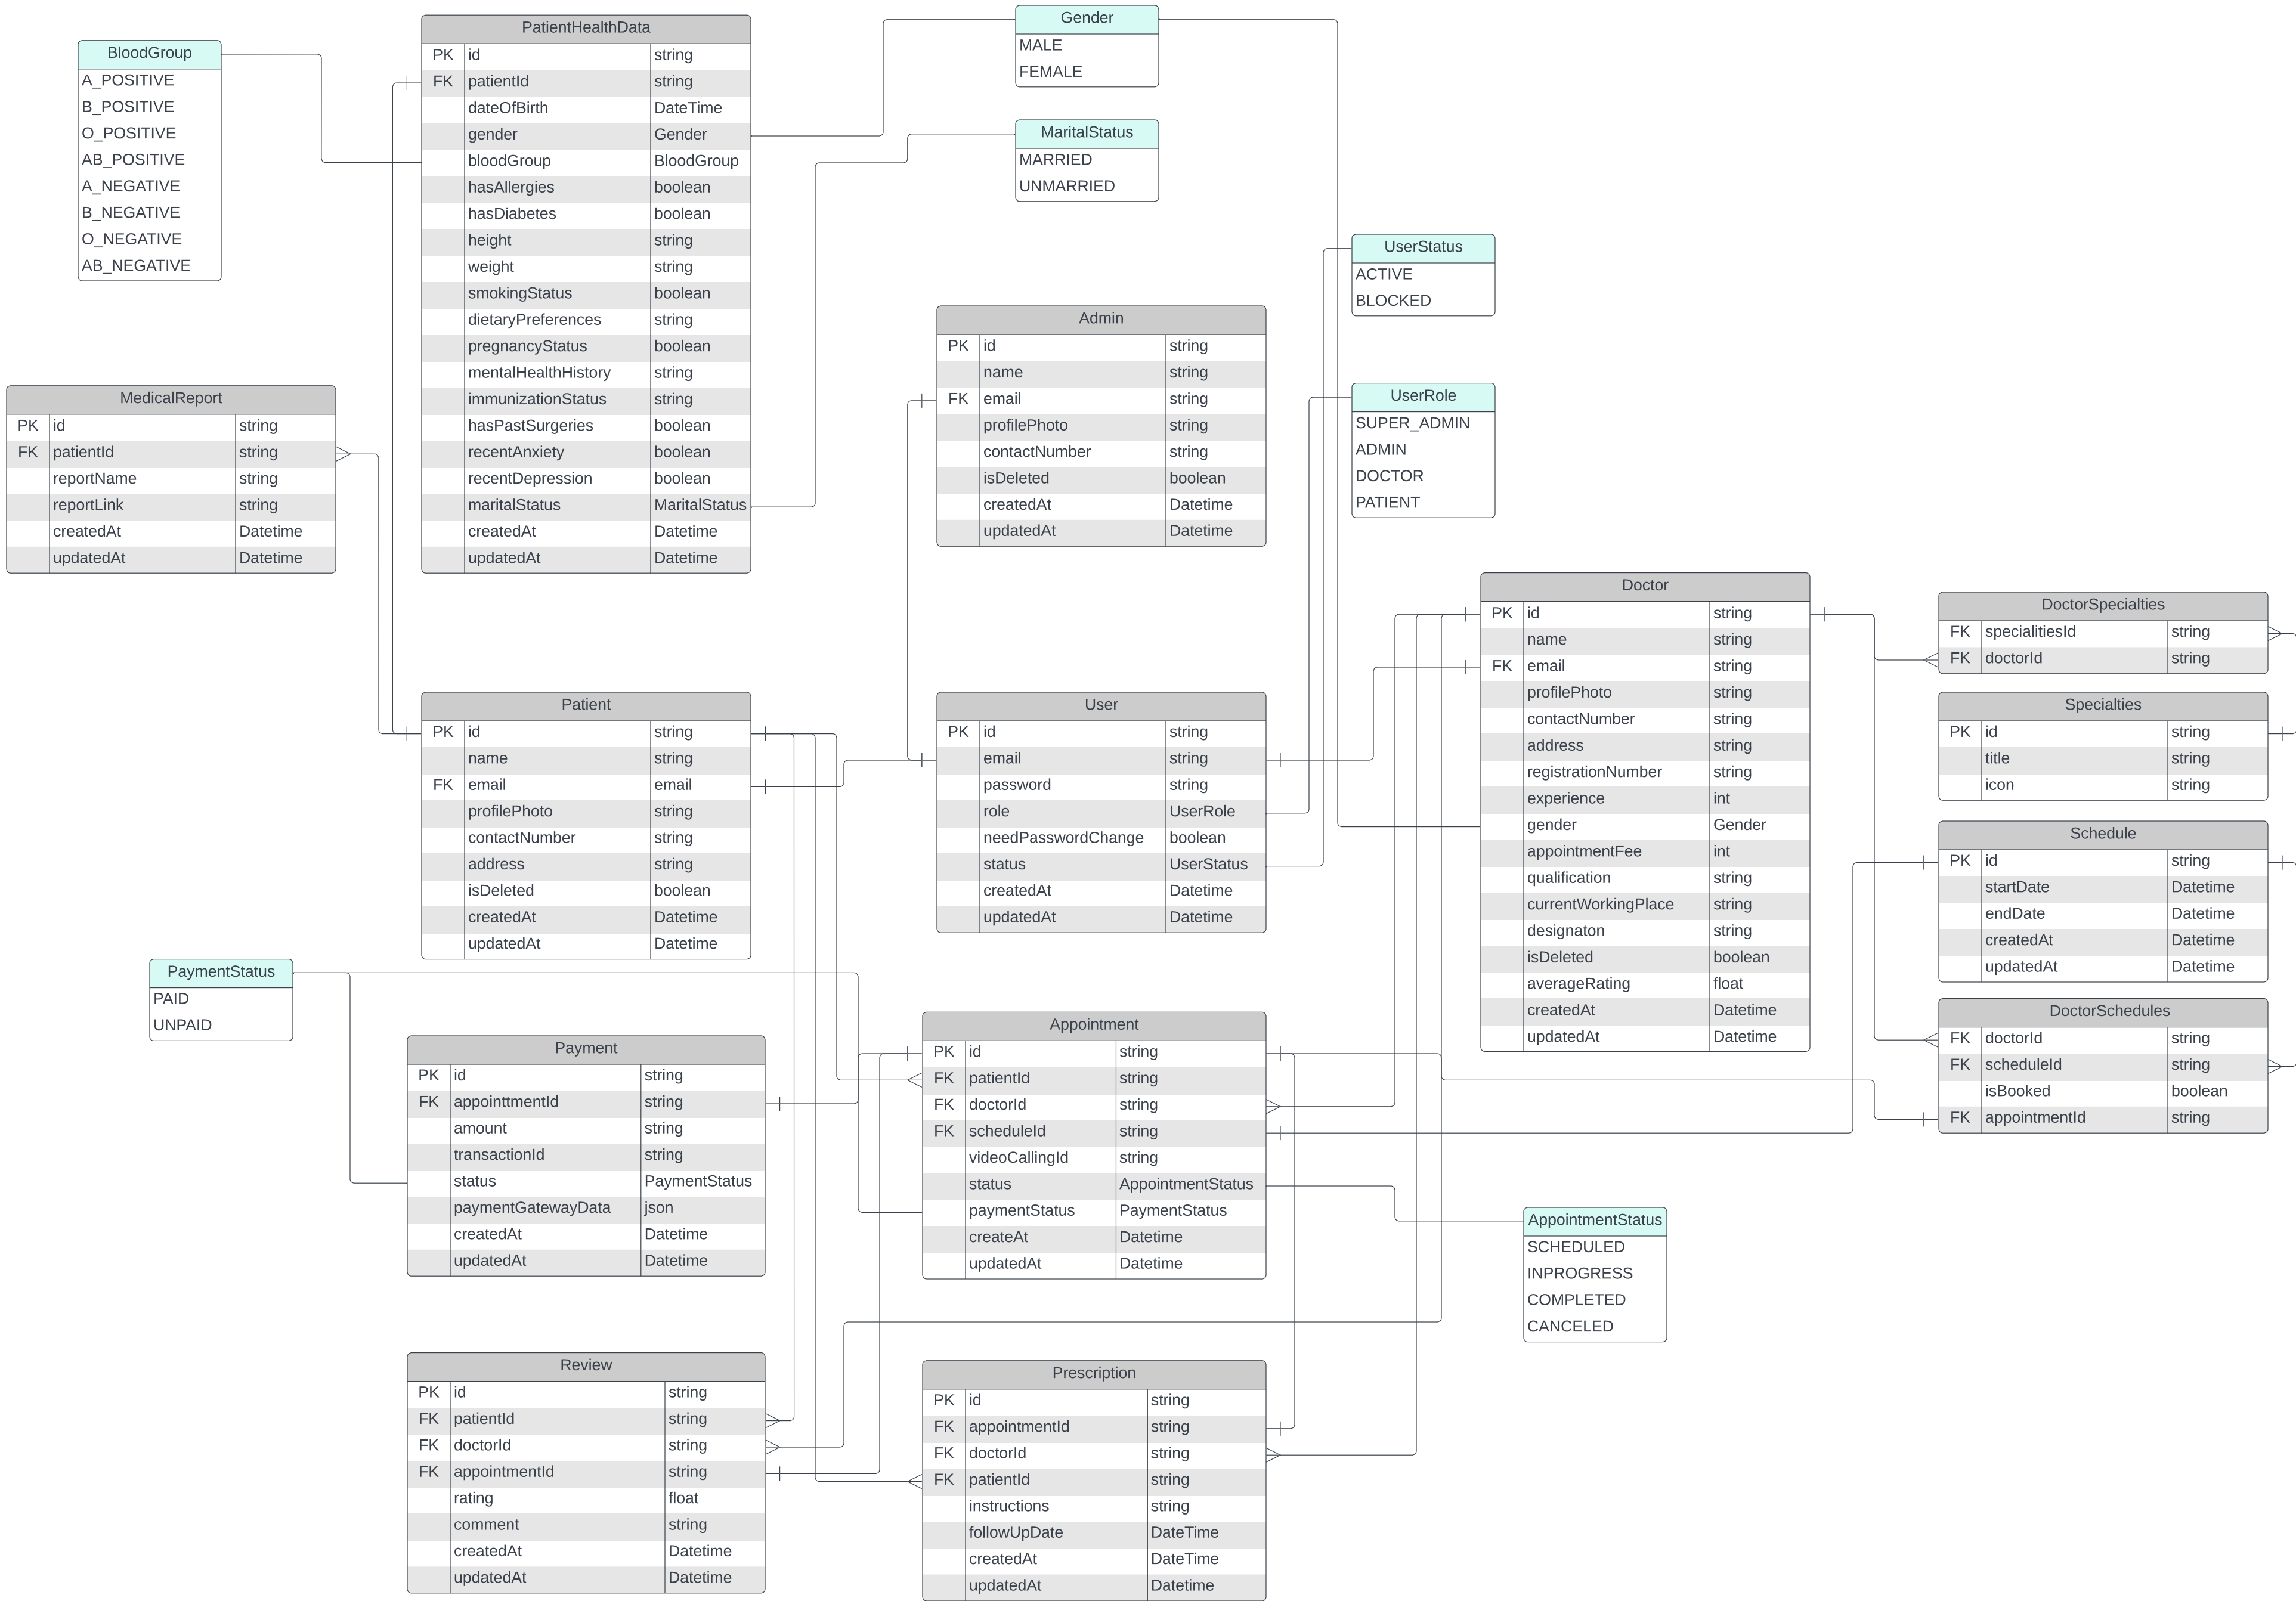 BloodGroup
A_POSITIVE
B_POSITIVE
O_POSITIVE
AB_POSITIVE
A_NEGATIVE
B_NEGATIVE
O_NEGATIVE
AB_NEGATIVE
PatientHealthData
PK id string
FK patientId string
dateOfBirth DateTime
gender Gender
bloodGroup BloodGroup
hasAllergies boolean
hasDiabetes boolean
height string
weight string
smokingStatus boolean
dietaryPreferences string
pregnancyStatus boolean
mentalHealthHistory string
immunizationStatus string
hasPastSurgeries boolean
recentAnxiety boolean
recentDepression boolean
maritalStatus MaritalStatus
createdAt Datetime
updatedAt Datetime
Gender
MALE
FEMALE
MaritalStatus
MARRIED
UNMARRIED
UserStatus
ACTIVE
BLOCKED
UserRole
SUPER_ADMIN
ADMIN
DOCTOR
PATIENT
Admin
PK id string
name string
FK email string
profilePhoto string
contactNumber string
isDeleted boolean
createdAt Datetime
updatedAt Datetime
MedicalReport
PK id string
FK patientId string
reportName string
reportLink string
createdAt Datetime
updatedAt Datetime
Patient
PK id string
name string
FK email email
profilePhoto string
contactNumber string
address string
isDeleted boolean
createdAt Datetime
updatedAt Datetime
User
PK id string
email string
password string
role UserRole
needPasswordChange boolean
status UserStatus
createdAt Datetime
updatedAt Datetime
Doctor
PK id string
name string
FK email string
profilePhoto string
contactNumber string
address string
registrationNumber string
experience int
gender Gender
appointmentFee int
qualification string
currentWorkingPlace string
designaton string
isDeleted boolean
averageRating float
createdAt Datetime
updatedAt Datetime
DoctorSpecialties
FK specialitiesId string
FK doctorId string
Specialties
PK id string
title string
icon string
Schedule
PK id string
startDate Datetime
endDate Datetime
createdAt Datetime
updatedAt Datetime
DoctorSchedules
FK doctorId string
FK scheduleId string
isBooked boolean
FK appointmentId string
PaymentStatus
PAID
UNPAID
Payment
PK id string
FK appointtmentId string
amount string
transactionId string
status PaymentStatus
paymentGatewayData json
createdAt Datetime
updatedAt Datetime
Appointment
PK id string
FK patientId string
FK doctorId string
FK scheduleId string
videoCallingId string
status AppointmentStatus
paymentStatus PaymentStatus
createAt Datetime
updatedAt Datetime
AppointmentStatus
SCHEDULED
INPROGRESS
COMPLETED
CANCELED
Review
PK id string
FK patientId string
FK doctorId string
FK appointmentId string
rating float
comment string
createdAt Datetime
updatedAt Datetime
Prescription
PK id string
FK appointmentId string
FK doctorId string
FK patientId string
instructions string
followUpDate DateTime
createdAt DateTime
updatedAt Datetime